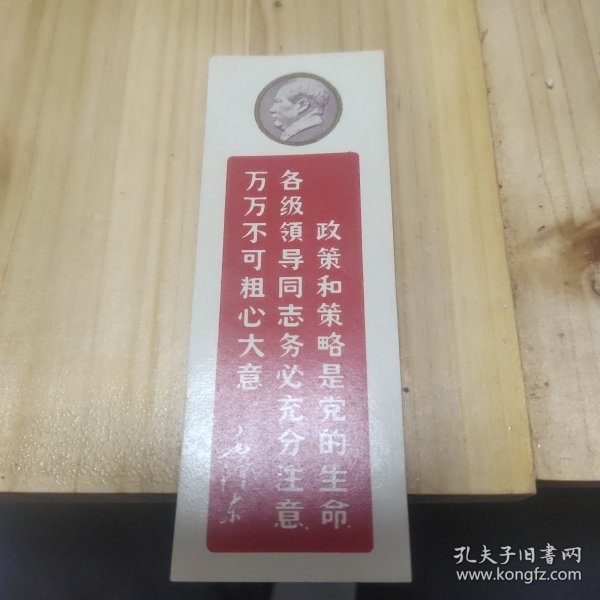 政策和策略是党的生命
各级領导同志务必充分注意
万万不可粗心大意
毛泽东
孔夫子旧書网
www.kongfz.com